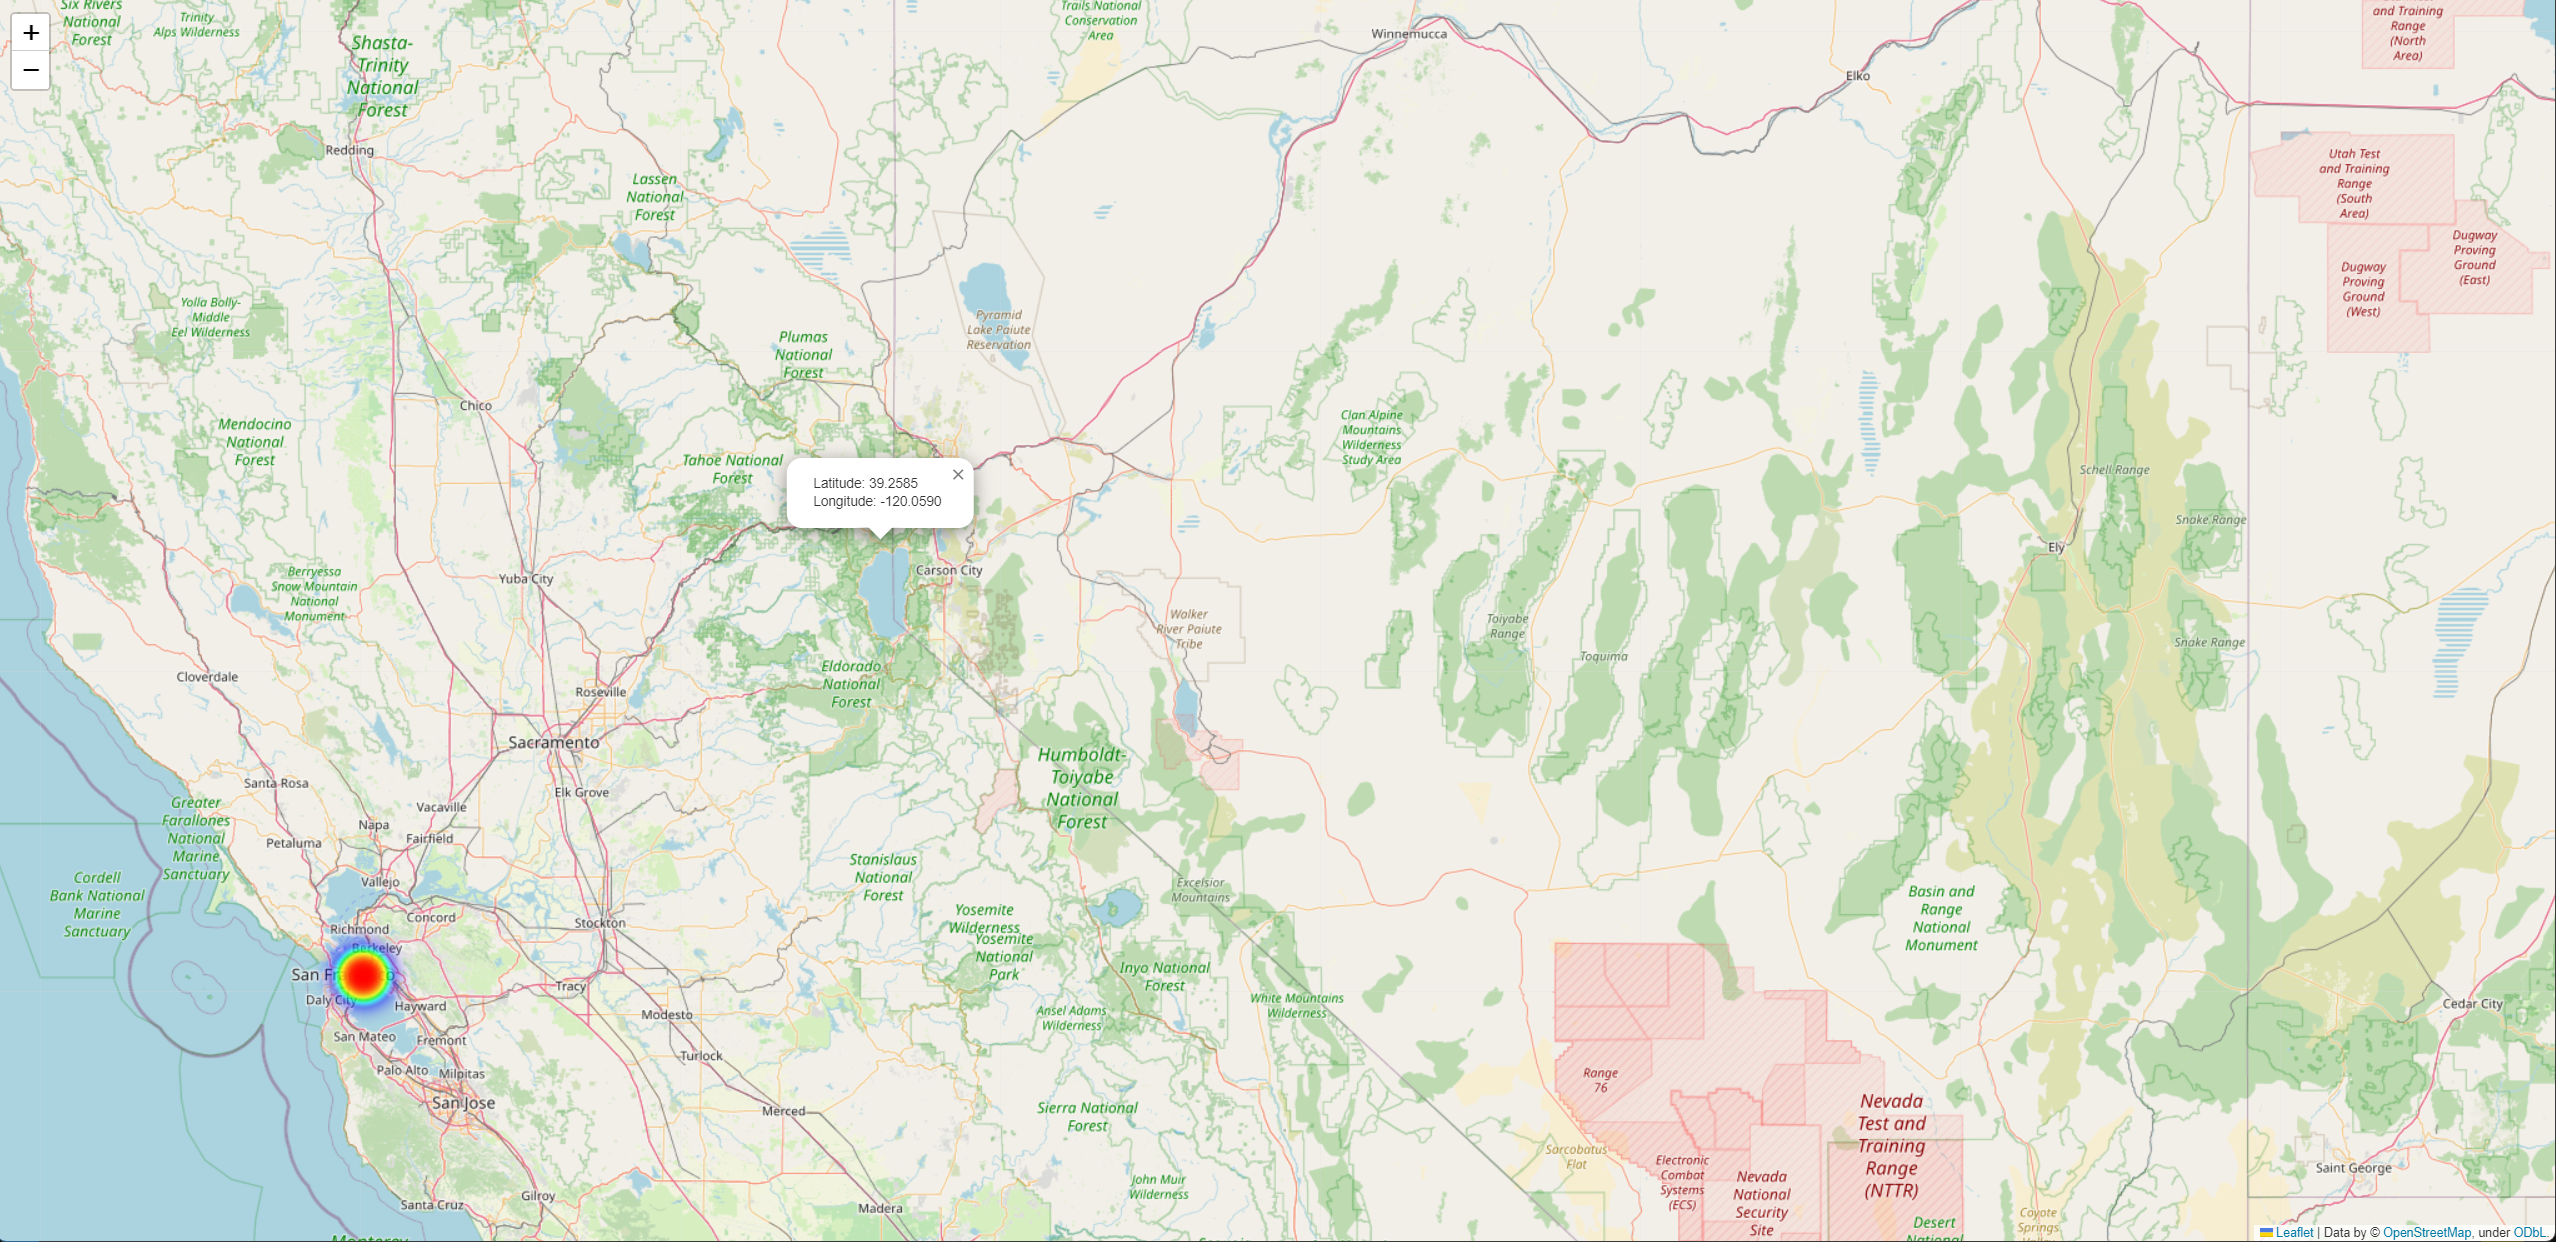 Six Rivers
National
Forest
Trinity
Alps Wilderness
Shasta-
Trinity
National
Forest
Trails National
Conservation
Area
Winnemucca
and Training
Range
(North
Area)
+
−
Elko
Redding
Utah Test
and Training
Range
(South
Area)
Lassen
National
Forest
Dugway
Proving
Ground
(East)
Dugway
Proving
Ground
(West)
Yolla Bolly-
Middle
Eel Wilderness
Pyramid
Lake Paiute
Reservation
Plumas
National
Forest
Chico
Mendocino
National
Forest
Clan Alpine
Mountains
Wilderness
Study Area
Tahoe National
Forest
Latitude: 39.2585
Longitude: -120.0590
×
Schell Range
Snake Range
Ely
Carson City
Yuba City
Berryessa
Snow Mountain
National
Monument
Walker
River Paiute
Tribe
Toiyabe
Range
Snake Range
Toquima
Cloverdale
Eldorado
National
Forest
Roseville
Sacramento
Humboldt-
Toiyabe
National
Forest
Santa Rosa
Elk Grove
Greater
Farallones
National
Marine
Sanctuary
Vacaville
Napa
Fairfield
Petaluma
Cordell
Bank National
Marine
Sanctuary
Vallejo
Stanislaus
National
Forest
Excelsior
Mountains
Basin and
Range
National
Monument
Concord
Richmond
Stockton
Yosemite
Wilderness
Yosemite
National
Park
Berkeley
San Francisco
Inyo National
Forest
Tracy
Daly City
Hayward
White Mountains
Wilderness
Cedar City
Modesto
Ansel Adams
Wilderness
San Mateo
Fremont
Turlock
Palo Alto
Milpitas
Range
76
San Jose
Merced
Sierra National
Forest
Nevada
Test and
Training
Range
(NTTR)
Sarcobatus
Flat
Electronic
Combat
Systems
(ECS)
Nevada
National
Security
Site
Saint George
John Muir
Wilderness
Gilroy
Santa Cruz
Madera
Coyote
Springs
Desert
National
Monterey
Leaflet | Data by © OpenStreetMap, under ODbL.